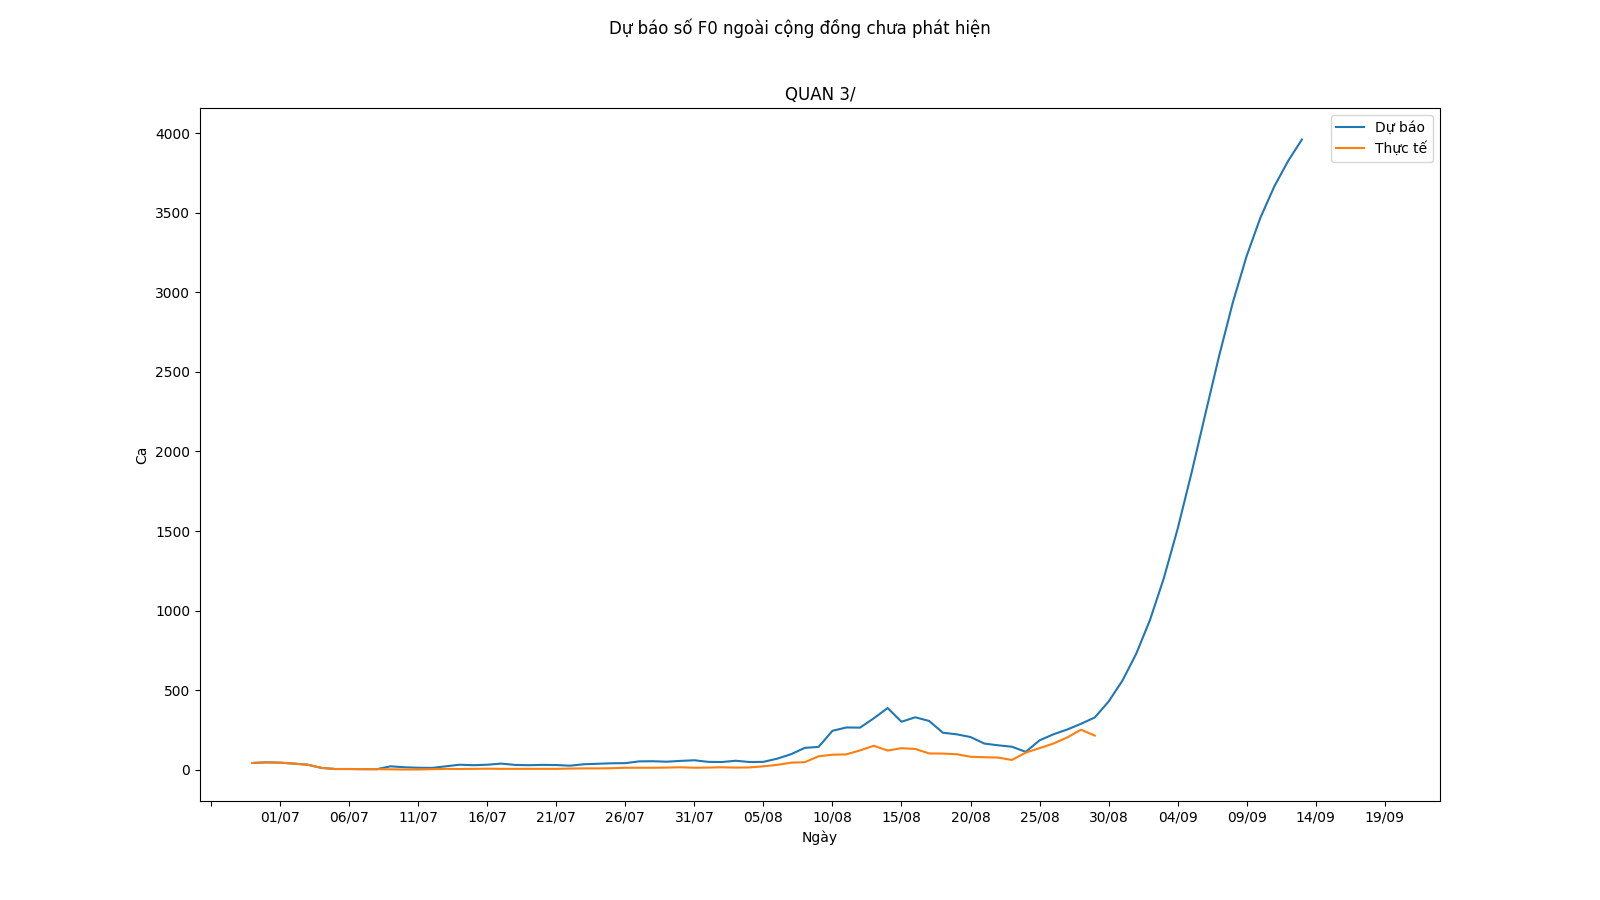 Dự báo số F0 ngoài cộng đồng chưa phát hiện
QUAN 3/
4000
3500
3000
2500
2000
1500
1000
500
0
Ca
Dự báo
Thực tế
01/07 06/07 11/07 16/07 21/07 26/07 31/07 05/08 10/08 15/08 20/08 25/08 30/08 04/09 09/09 14/09 19/09
Ngày